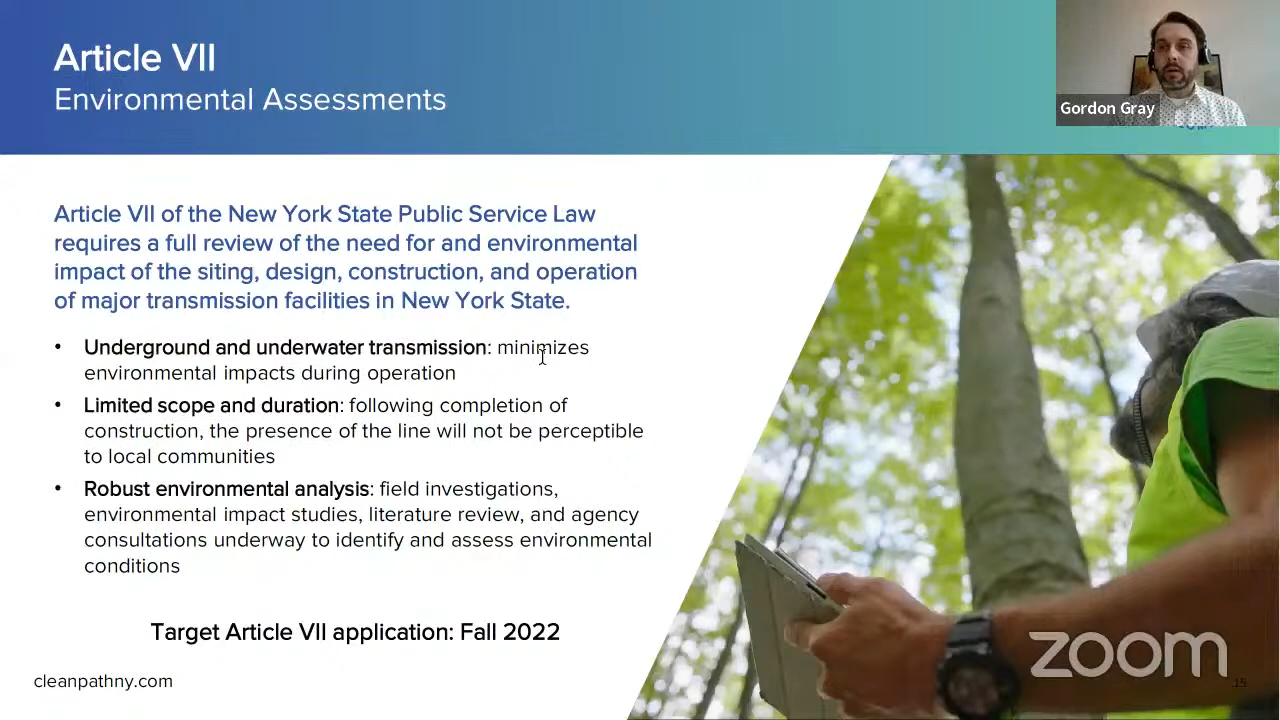 Article VII
Environmental Assessments
Gordon Gray
Article VII of the New York State Public Service Law
requires a full review of the need for and environmental
impact of the siting, design, construction, and operation
of major transmission facilities in New York State.
• Underground and underwater transmission: minimizes
environmental impacts during operation
• Limited scope and duration: following completion of
construction, the presence of the line will not be perceptible
to local communities
• Robust environmental analysis: field investigations,
environmental impact studies, literature review, and agency
consultations underway to identify and assess environmental
conditions
Target Article VII application: Fall 2022
cleanpathny.com
zoom
15